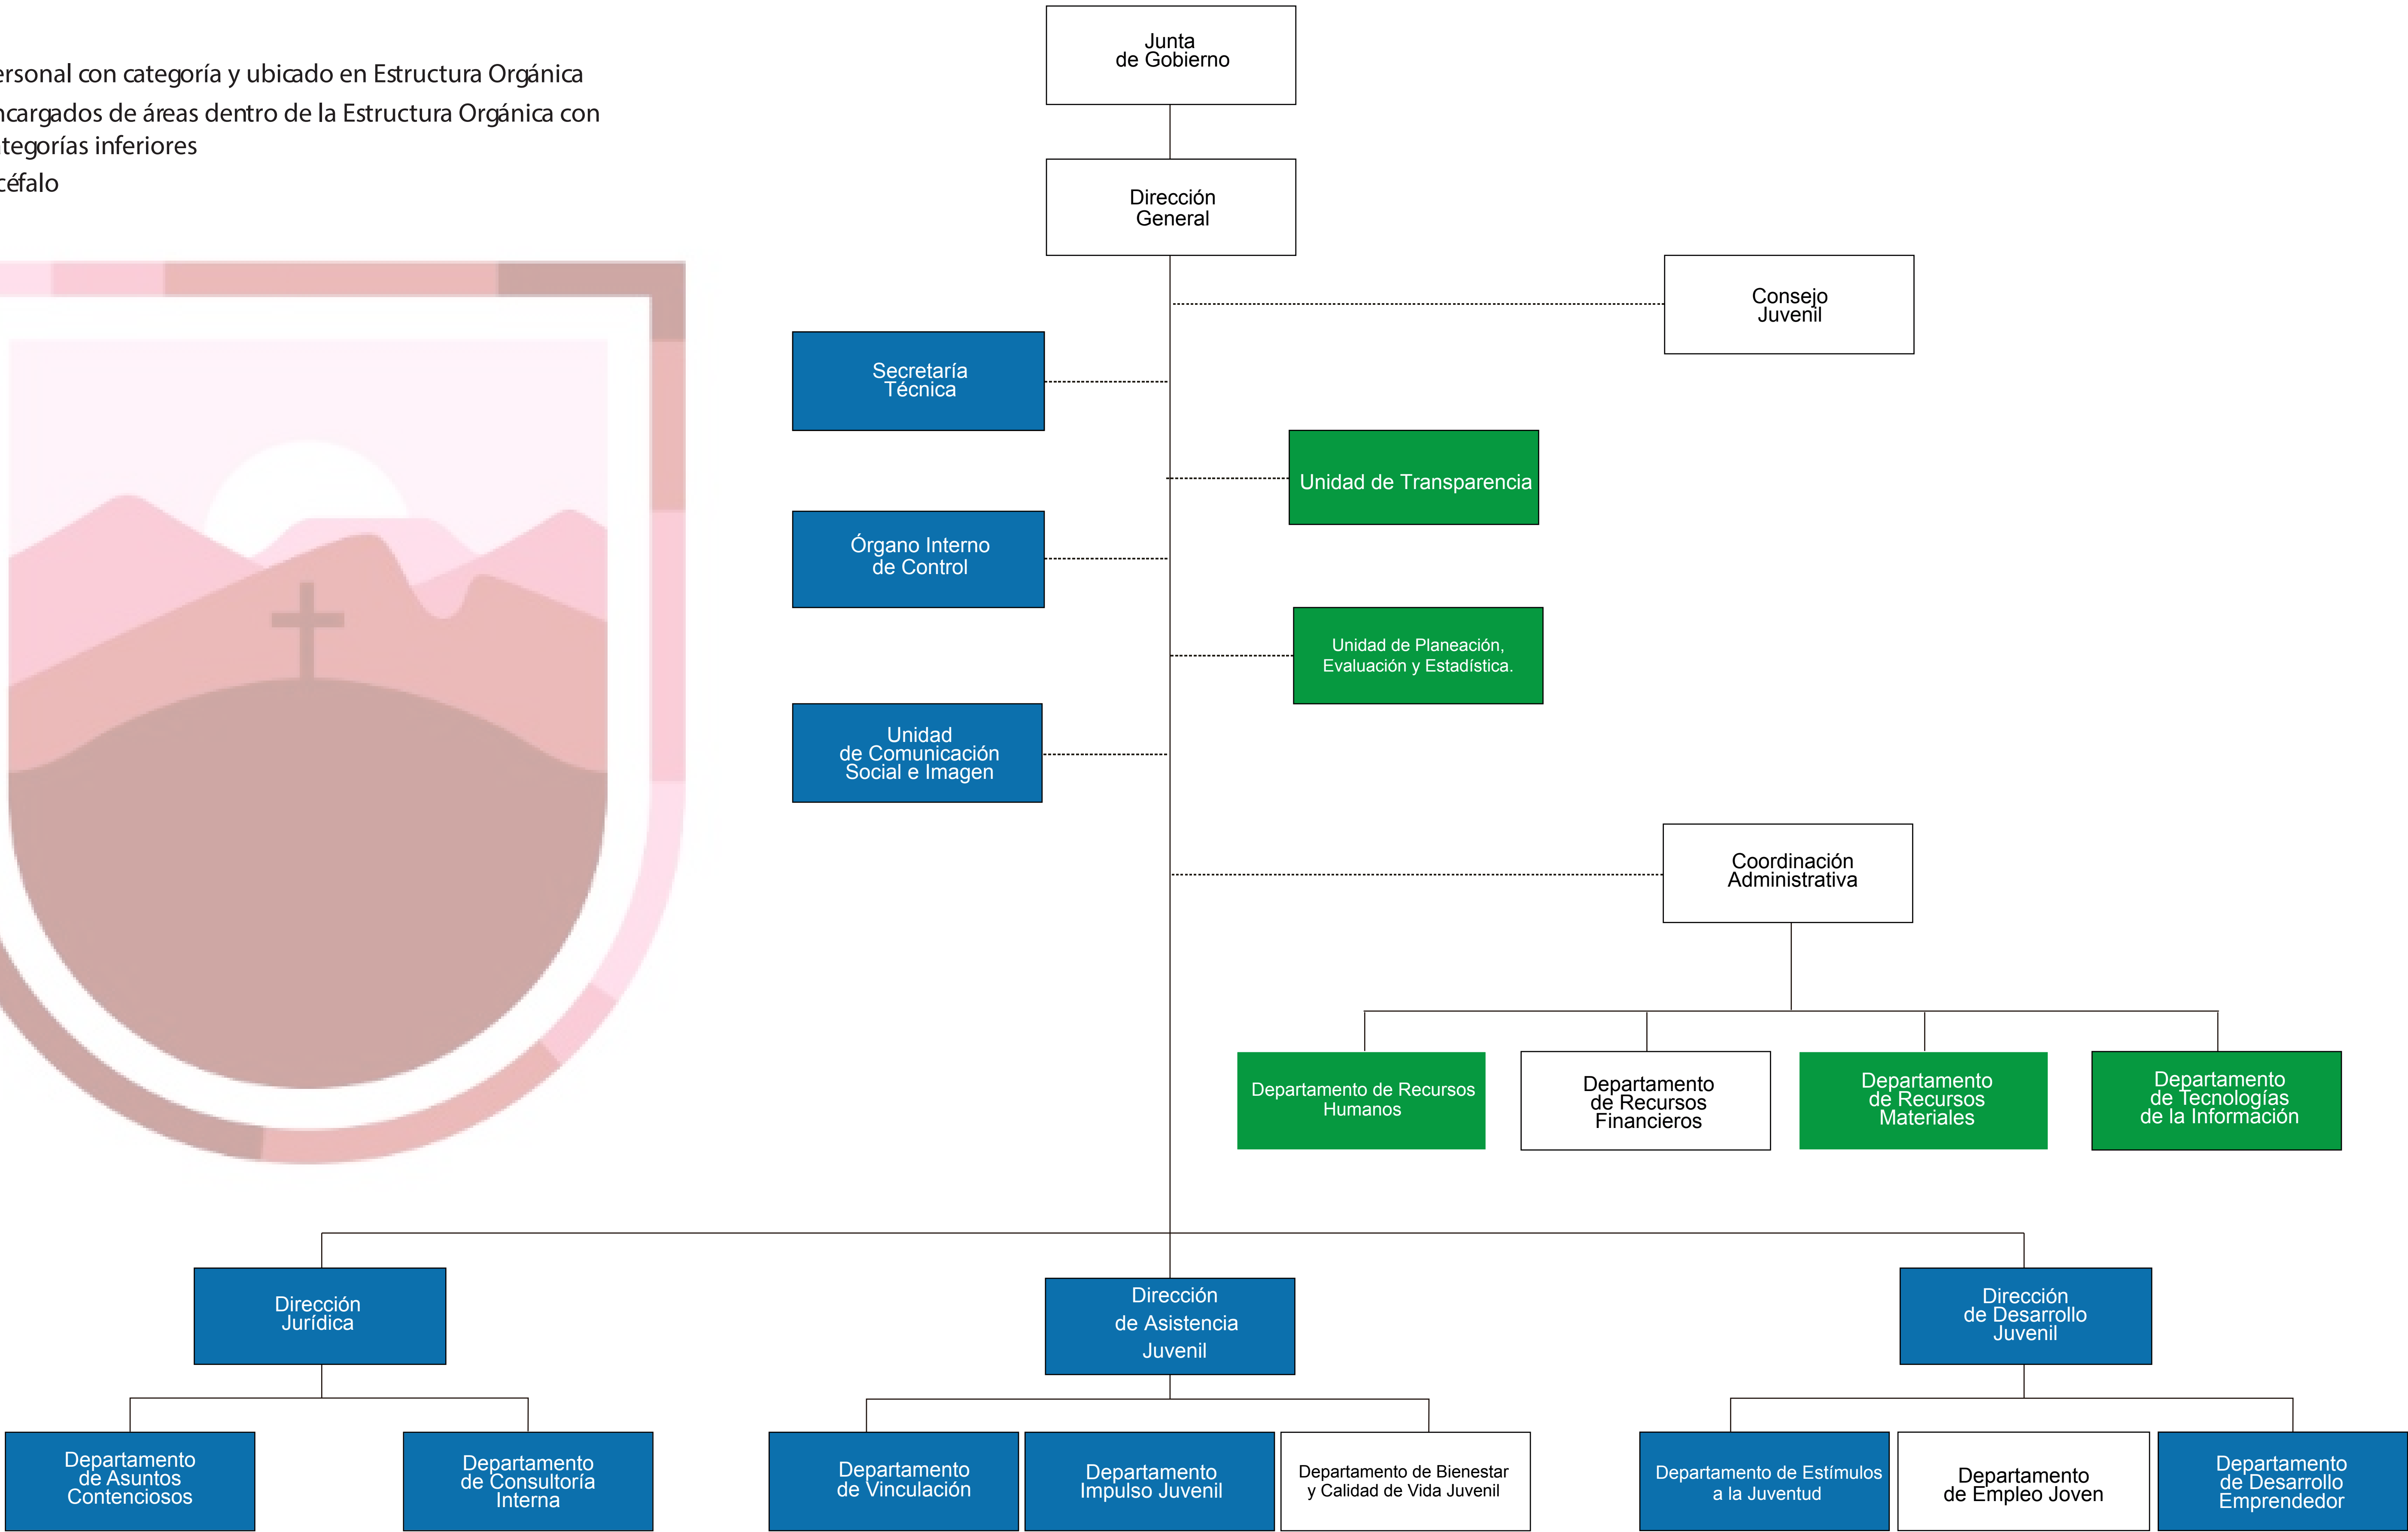 ersonal con categoría y ubicado en Estructura Orgánica
ncargados de áreas dentro de la Estructura Orgánica con
ategorías inferiores
céfalo
Junta
de Gobierno
Dirección
General
Consejo
Juvenil
Secretaría
Técnica
Unidad de Transparencia
Órgano Interno
de Control
Unidad de Planeación,
Evaluación y Estadística.
Unidad
de Comunicación
Social e Imagen
Coordinación
Administrativa
Departamento de Recursos
Humanos
Departamento
de Recursos
Financieros
Departamento
de Recursos
Materiales
Departamento
de Tecnologías
de la Información
Dirección
Jurídica
Dirección
de Asistencia
Juvenil
Dirección
de Desarrollo
Juvenil
Departamento
de Asuntos
Contenciosos
Departamento
de Consultoría
Interna
Departamento
de Vinculación
Departamento
Impulso Juvenil
Departamento de Bienestar
y Calidad de Vida Juvenil
Departamento de Estímulos
a la Juventud
Departamento
de Empleo Joven
Departamento
de Desarrollo
Emprendedor